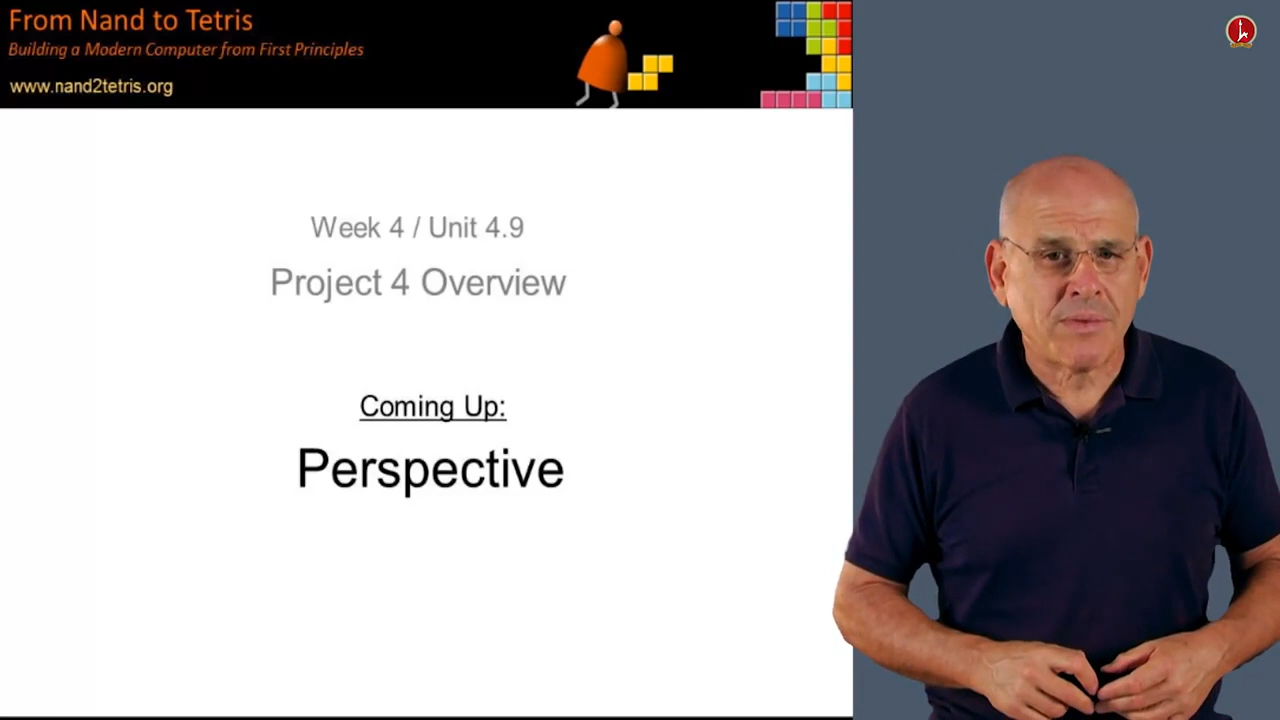 From Nand to Tetris
Building a Modern Computer from First Principles
www.nand2tetris.org
Week 4 / Unit 4.9
Project 4 Overview
Coming Up:
Perspective